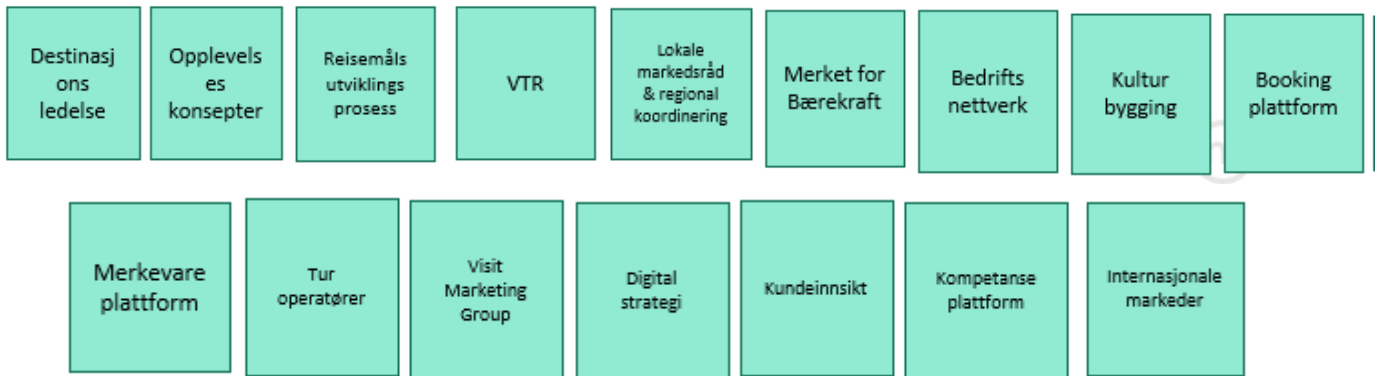 Destinasj
ons
ledelse
Opplevels
es
konsepter
Reisemåls
utviklings
prosess
VTR
Lokale
markedsråd
& regional
koordinering
Merket for
Bærekraft
Bedrifts
nettverk
Kultur
bygging
Booking
plattform
Merkevare
plattform
Tur
operatører
Visit
Marketing
Group
Digital
strategi
Kundeinnsikt
Kompetanse
plattform
Internasjonale
markeder